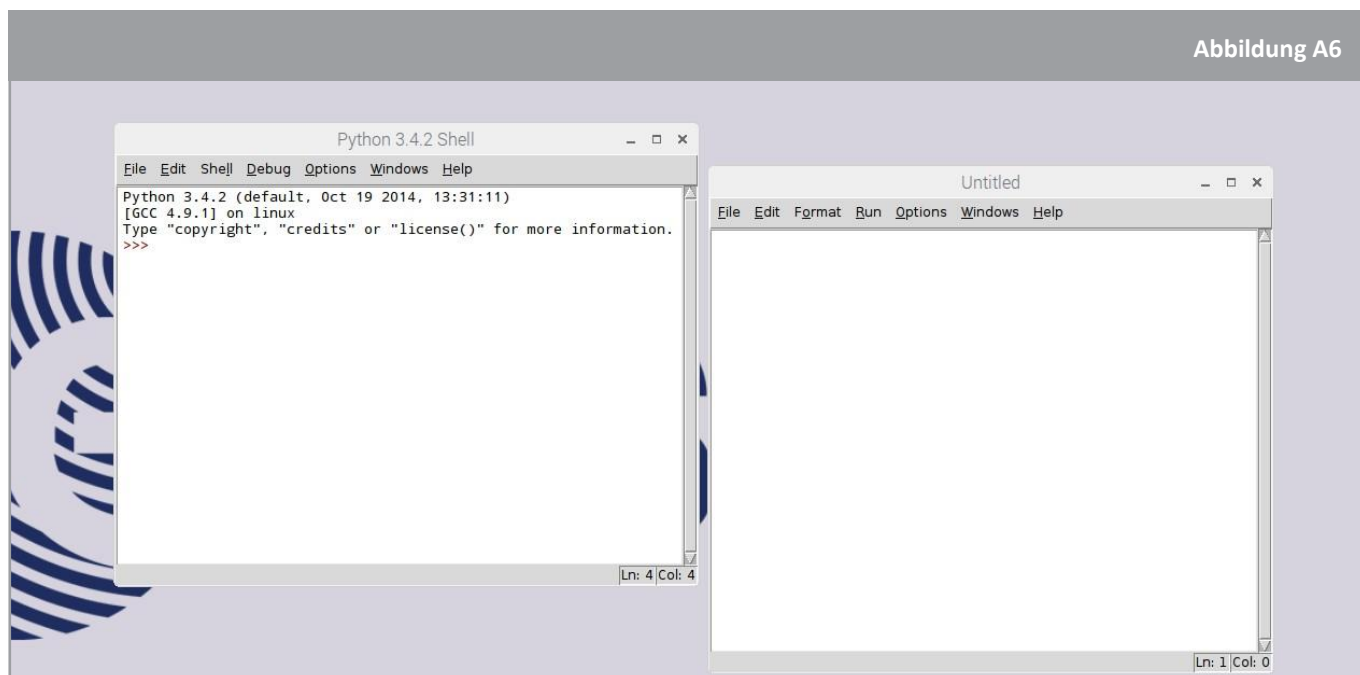 Abbildung A6
Python 3.4.2 Shell
File Edit Shell Debug Options Windows Help
Python 3.4.2 (default, Oct 19 2014, 13:31:11)
[GCC 4.9.1] on linux
Type "copyright", "credits" or "license()" for more information.
>>>
Ln: 4 Col: 4
Untitled
File Edit Format Run Options Windows Help
Ln: 1 Col: 0